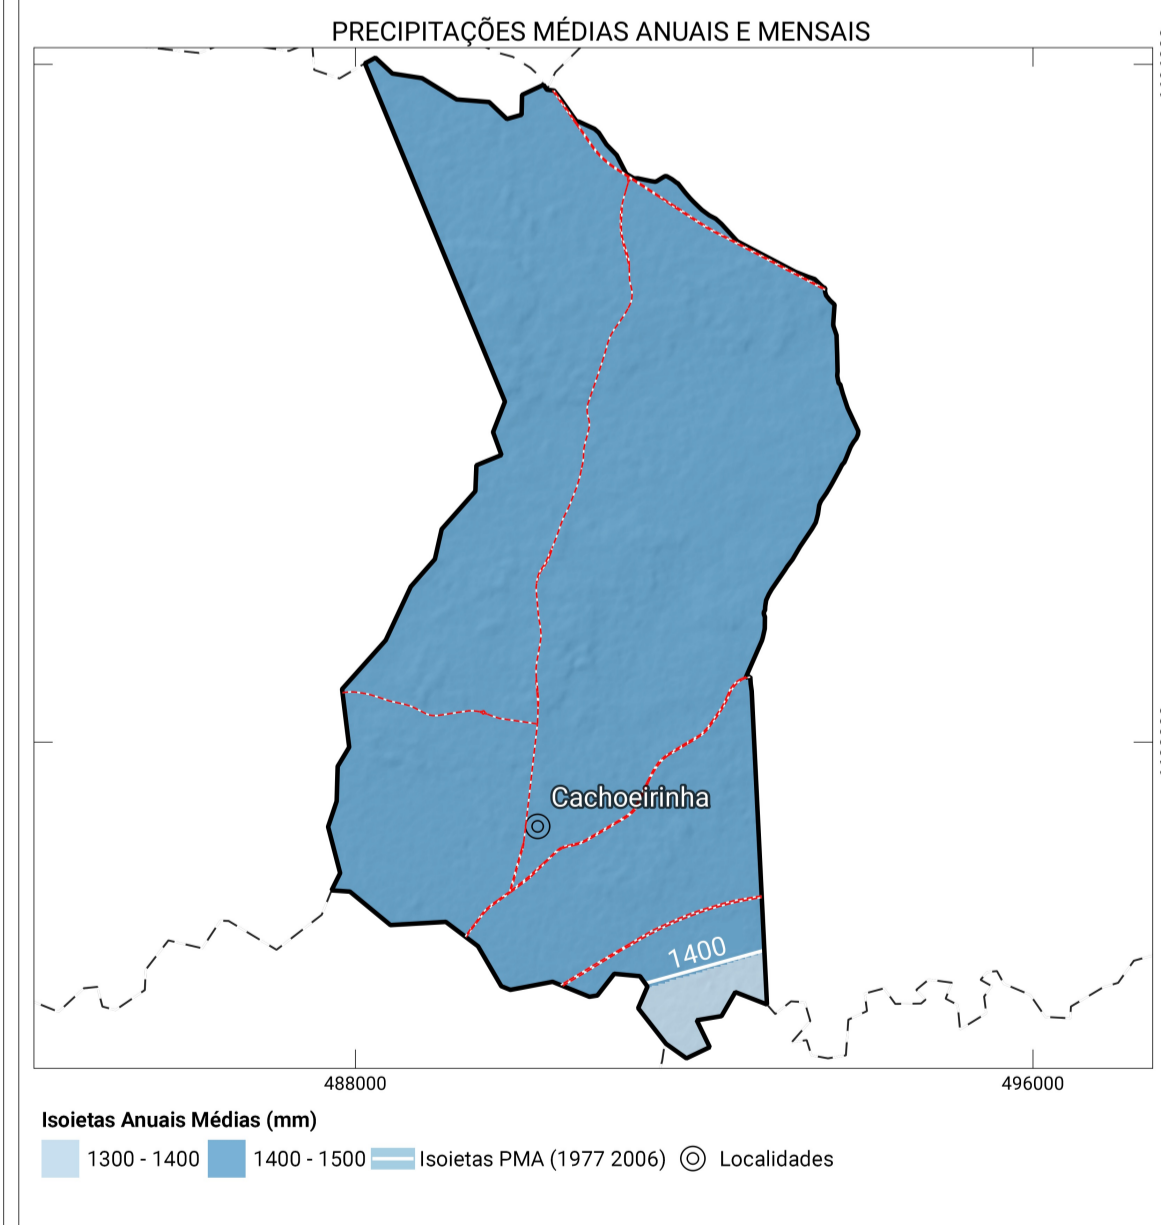 PRECIPITAÇÕES MÉDIAS ANUAIS E MENSAIS
Cachoeirinha
1400
488000
496000
Isoietas Anuais Médias (mm)
1300 - 1400
1400 - 1500
Isoietas PMA (1977 2006)
Localidades